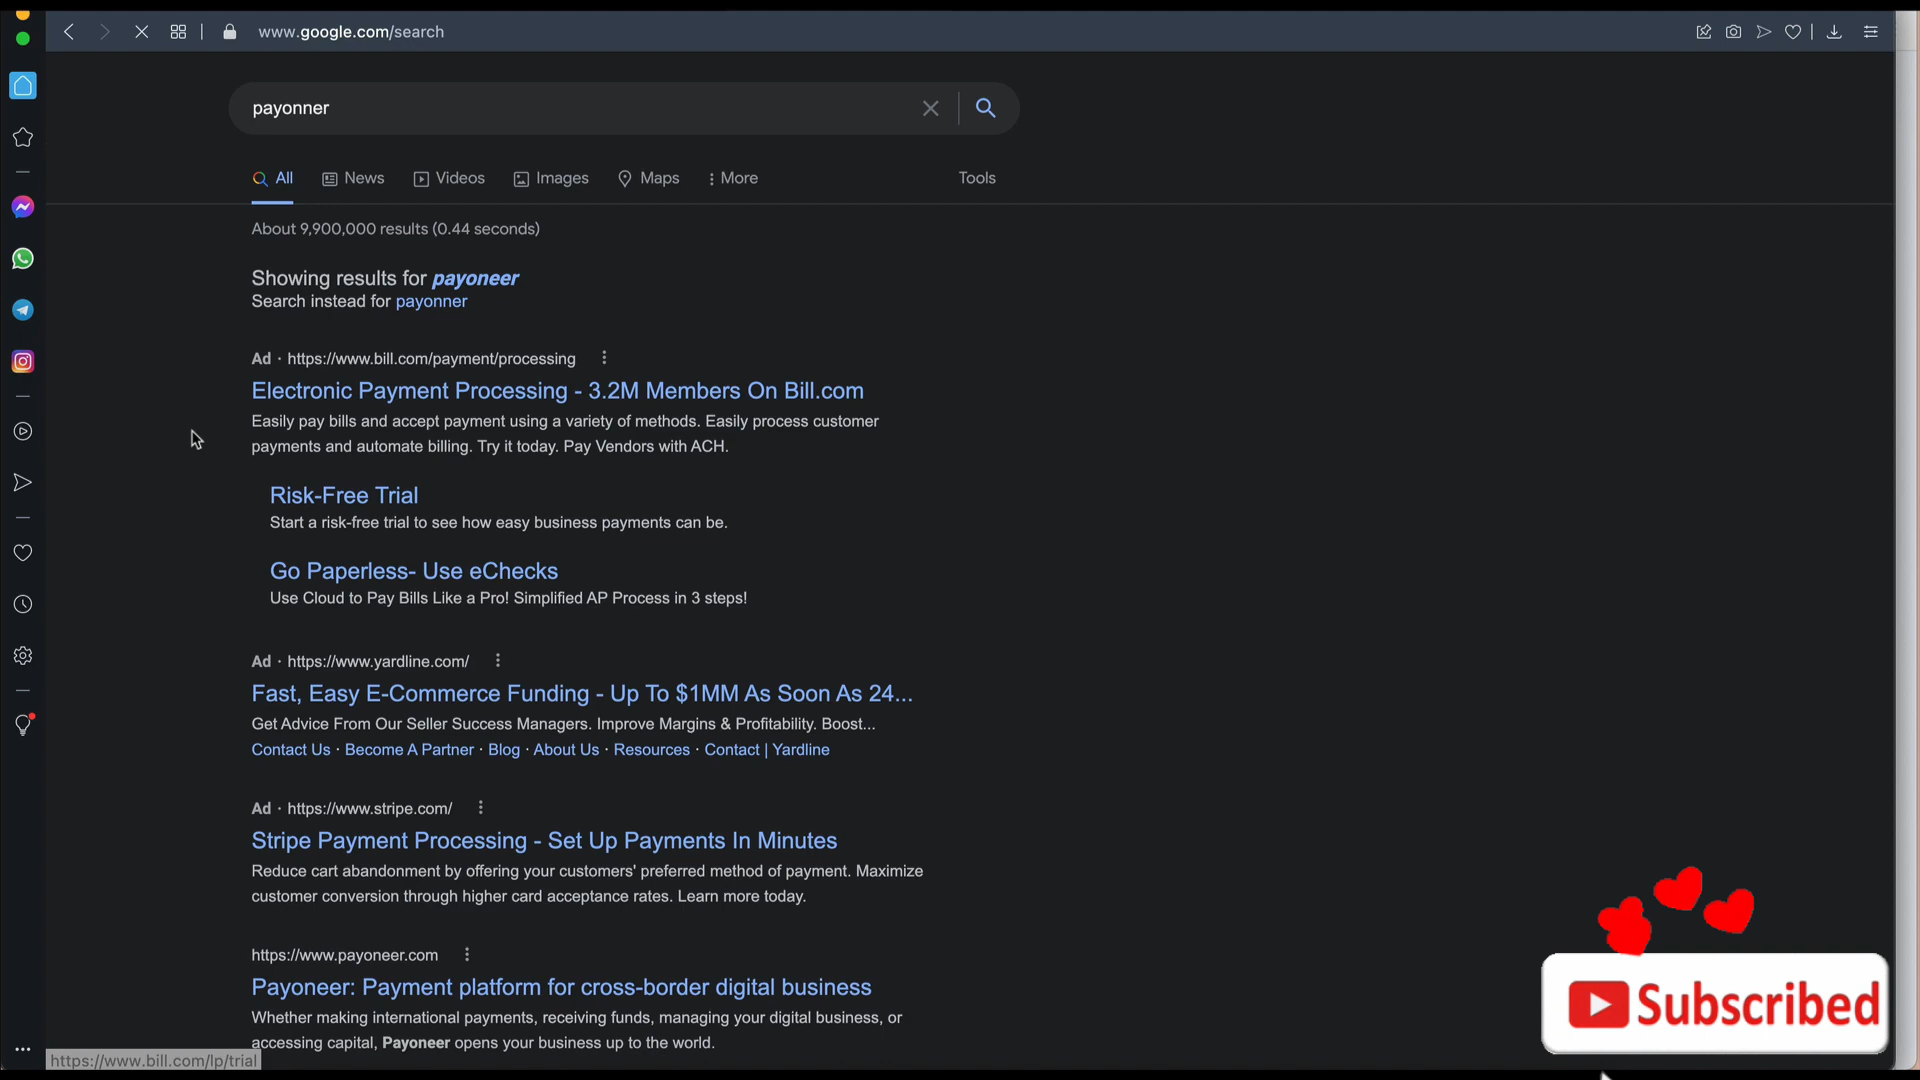 www.google.com/search
payonner
All News Videos Images Maps More Tools
About 9,900,000 results (0.44 seconds)
Showing results for payoneer
Search instead for payonner
Ad · https://www.bill.com/payment/processing
Electronic Payment Processing - 3.2M Members On Bill.com
Easily pay bills and accept payment using a variety of methods. Easily process customer
payments and automate billing. Try it today. Pay Vendors with ACH.
Risk-Free Trial
Start a risk-free trial to see how easy business payments can be.
Go Paperless- Use eChecks
Use Cloud to Pay Bills Like a Pro! Simplified AP Process in 3 steps!
Ad · https://www.yardline.com/
Fast, Easy E-Commerce Funding - Up To $1MM As Soon As 24...
Get Advice From Our Seller Success Managers. Improve Margins & Profitability. Boost...
Contact Us · Become A Partner · Blog · About Us · Resources · Contact | Yardline
Ad · https://www.stripe.com/
Stripe Payment Processing - Set Up Payments In Minutes
Reduce cart abandonment by offering your customers' preferred method of payment. Maximize
customer conversion through higher card acceptance rates. Learn more today.
https://www.payoneer.com
Payoneer: Payment platform for cross-border digital business
Whether making international payments, receiving funds, managing your digital business, or
accessing capital, Payoneer opens your business up to the world.
https://www.bill.com/lp/trial
Subscribed